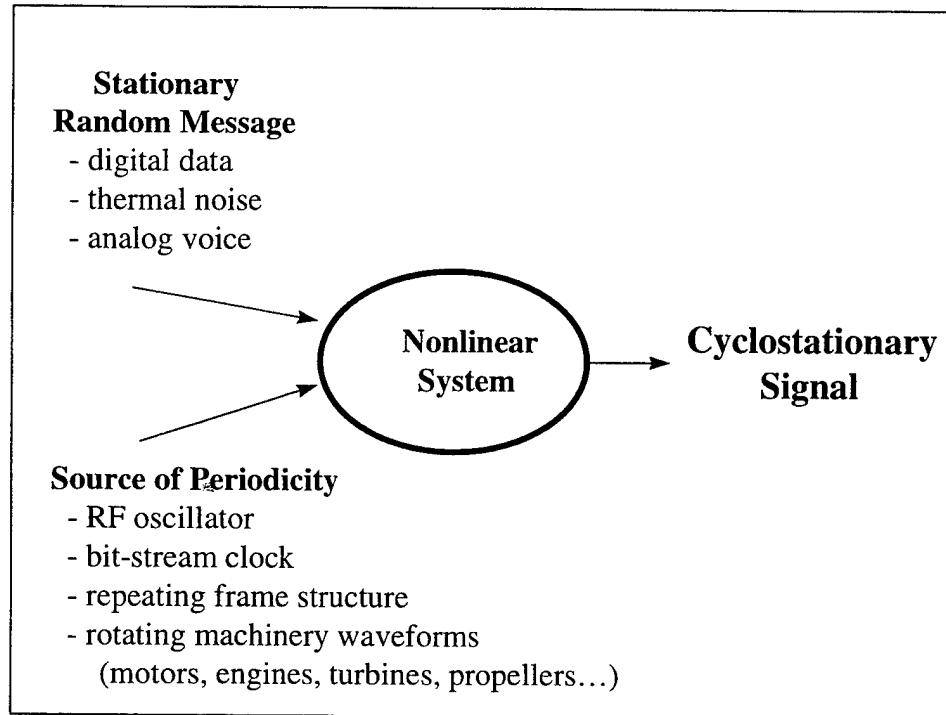 Stationary
Random Message
- digital data
- thermal noise
- analog voice
Nonlinear
System
Cyclostationary
Signal
Source of Periodicity
- RF oscillator
- bit-stream clock
- repeating frame structure
- rotating machinery waveforms
(motors, engines, turbines, propellers…)